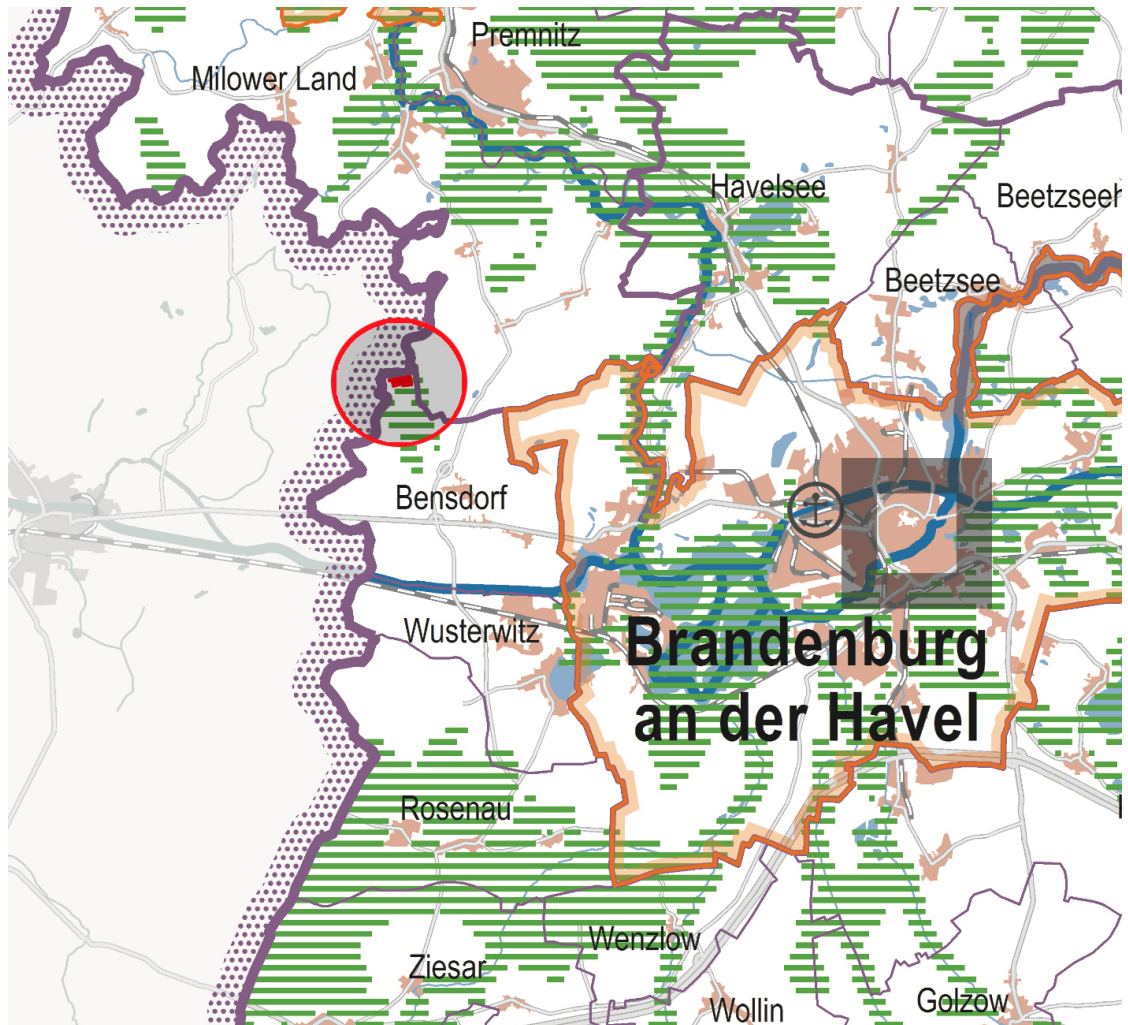 Premnitz
Milower Land
Havelsee
Beetzseeh
Beetzsee
Bensdorf
Wusterwitz
Brandenburg
an der Havel
Rosenau
Wenzlow
Ziesar
Wollin
Golzow